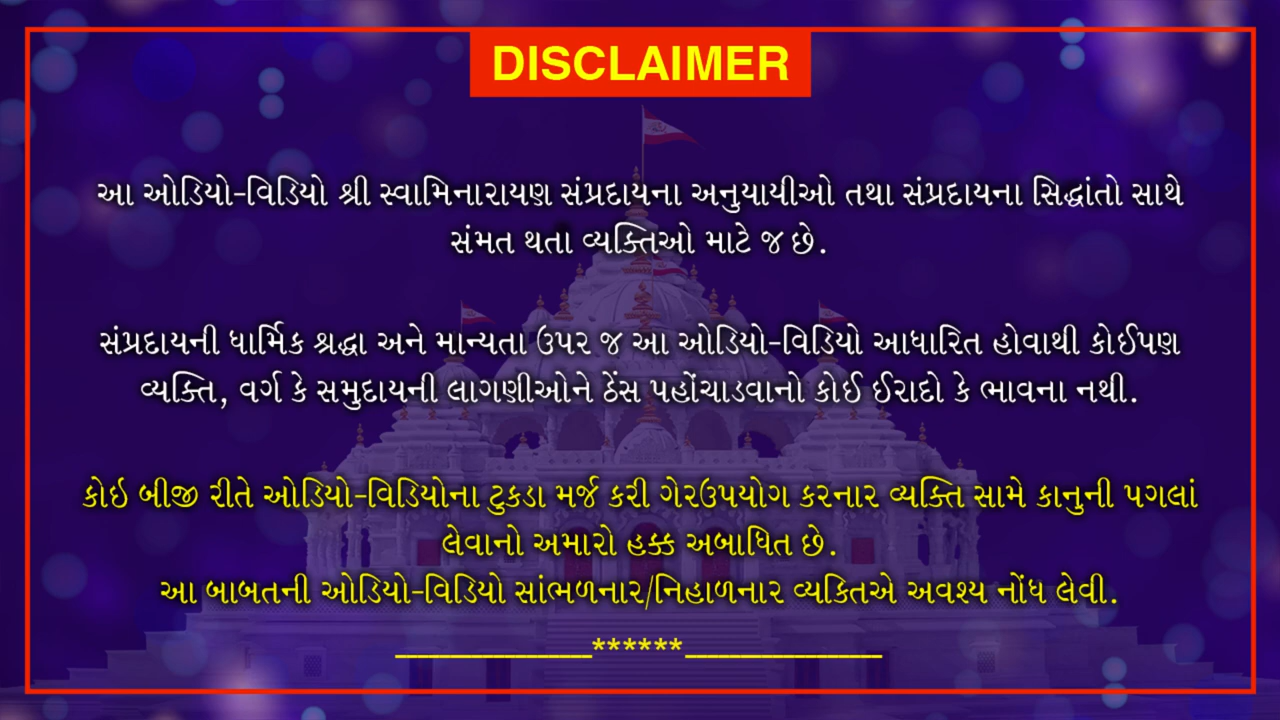 DISCLAIMER
આ ઓડિયો-વિડિયો શ્રી સ્વામિનારાયણ સંપ્રદાયના અનુયાયીઓ તથા સંપ્રદાયના સિદ્ધાંતો સાથે
સંમત થતા વ્યક્તિઓ માટે જ છે.
સંપ્રદાયની ધાર્મિક શ્રદ્ધા અને માન્યતા ઉપર જ આ ઓડિયો-વિડિયો આધારિત હોવાથી કોઈપણ
વ્યક્તિ, વર્ગ કે સમુદાયની લાગણીઓને ઠેંસ પહોંચાડવાનો કોઈ ઈરાદો કે ભાવના નથી.
કોઇ બીજી રીતે ઓડિયો-વિડિયોના ટુકડા મર્જ કરી ગેરઉપયોગ કરનાર વ્યક્તિ સામે કાનુની પગલાં
લેવાનો અમારો હક્ક અબાધિત છે.
આ બાબતની ઓડિયો-વિડિયો સાંભળનાર/નિહાળનાર વ્યકિતએ અવશ્ય નોંધ લેવી.
_________________******_________________